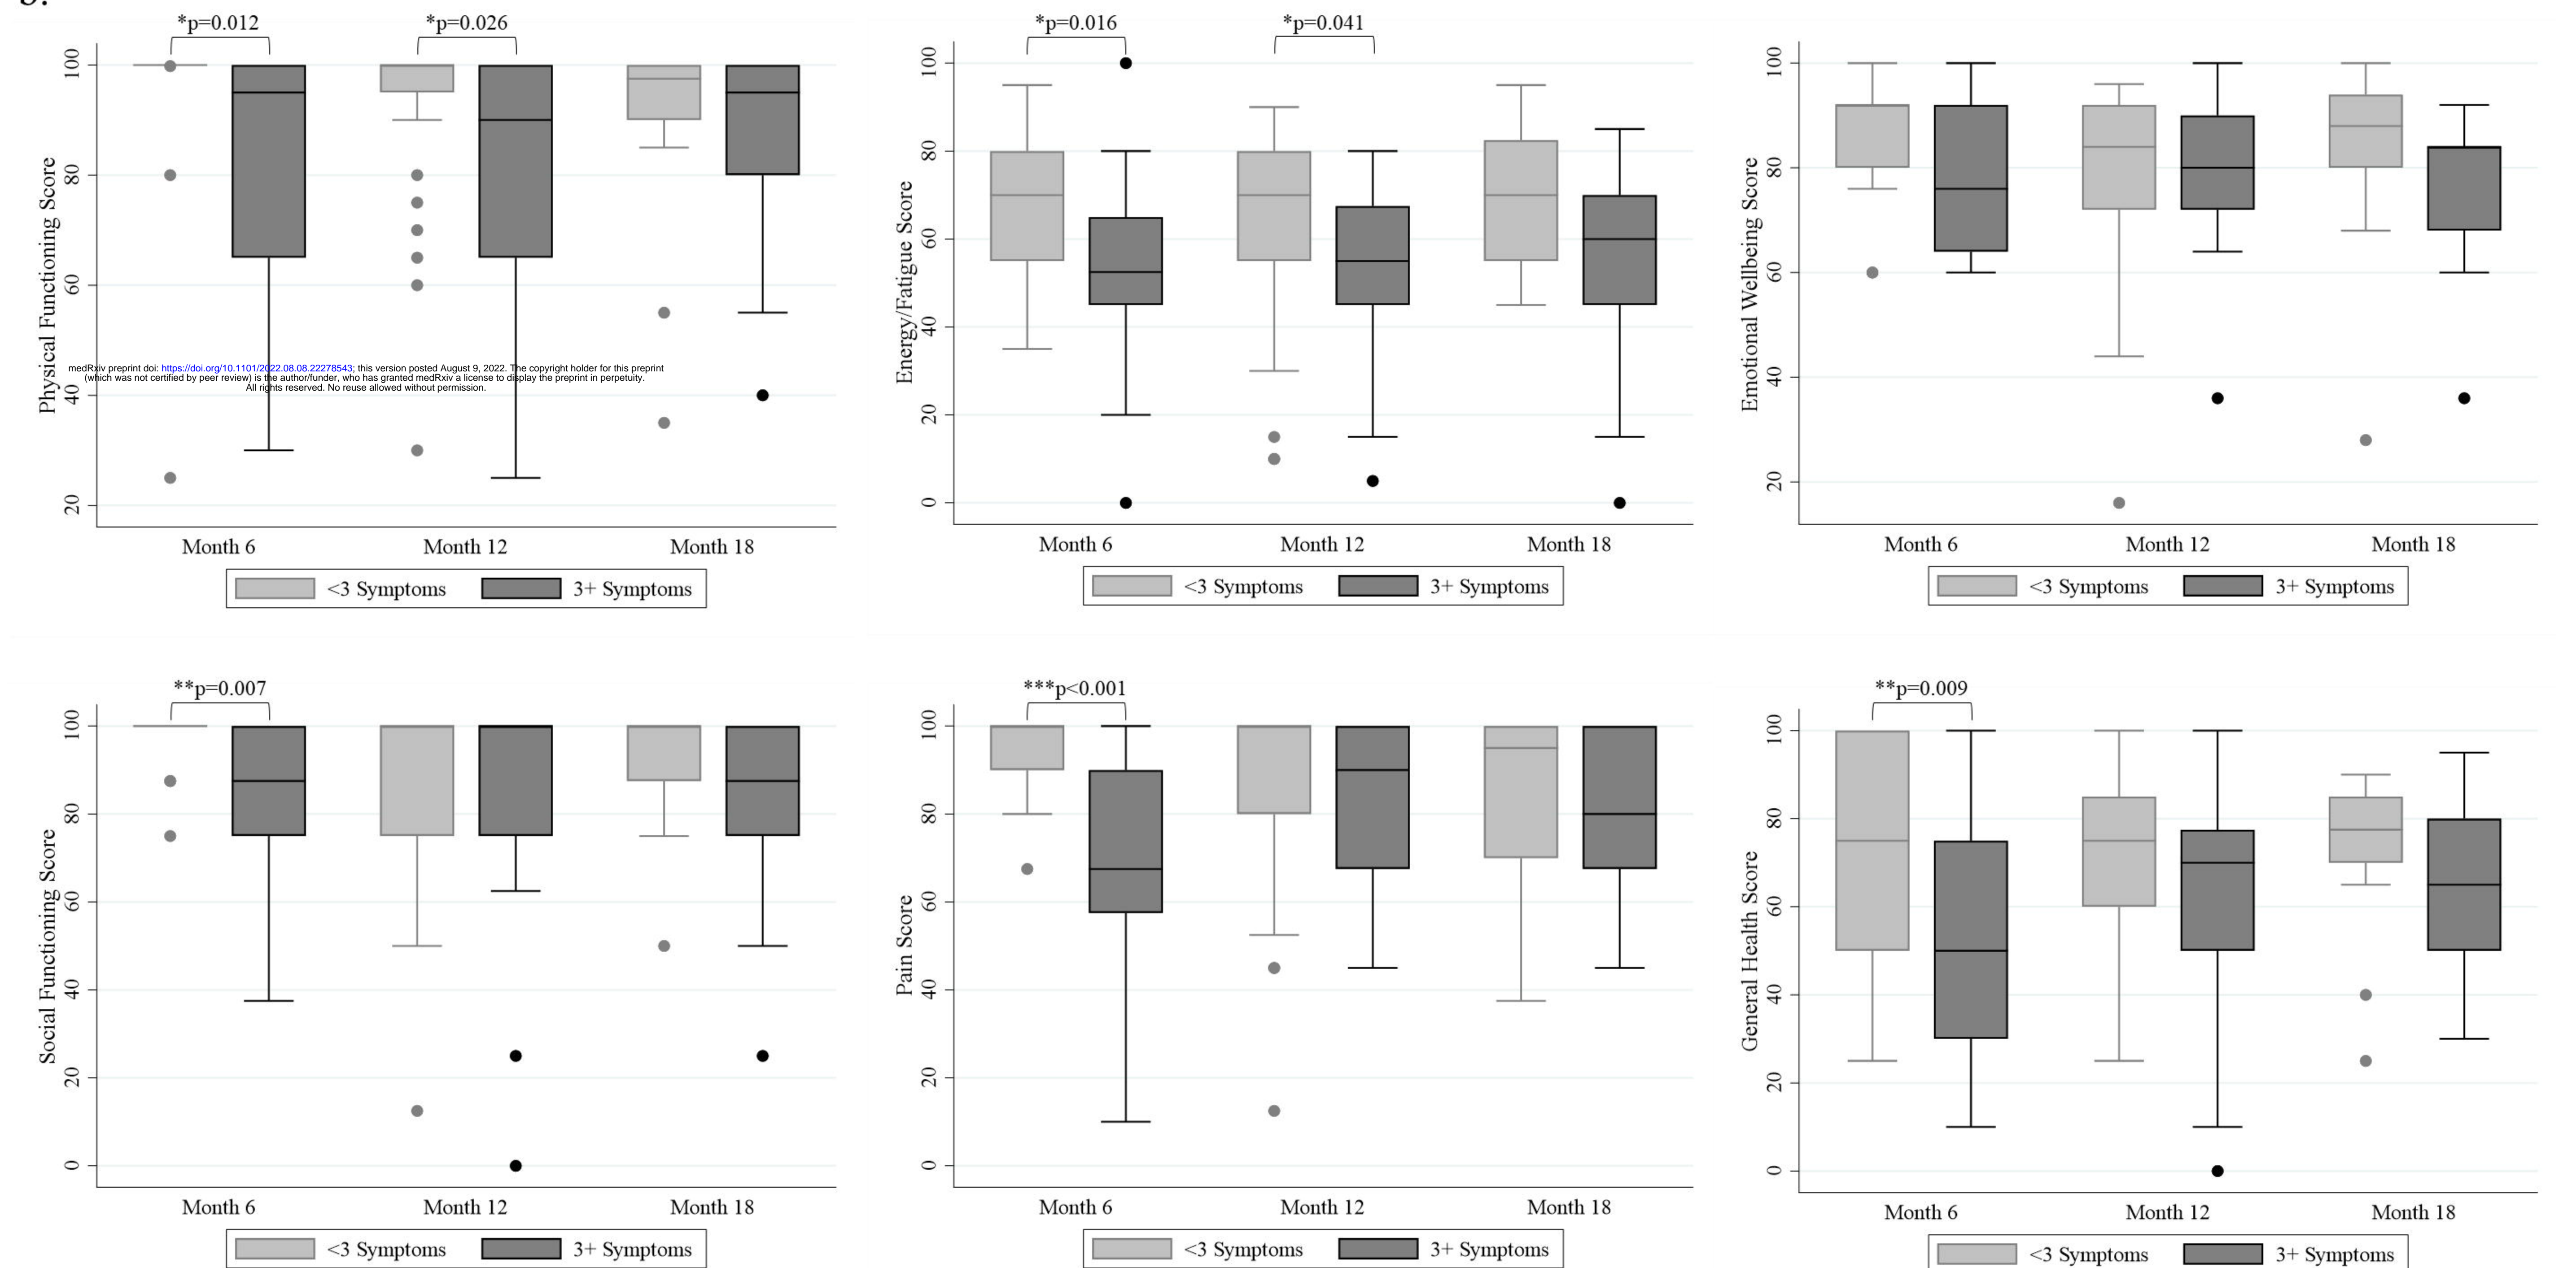 *p=0.012 *p=0.026
Physical Functioning Score
100
80
60
40
20
medRxiv preprint doi: https://doi.org/10.1101/2022.08.08.22278543; this version posted August 9, 2022. The copyright holder for this preprint
(which was not certified by peer review) is the author/funder, who has granted medRxiv a license to display the preprint in perpetuity.
All rights reserved. No reuse allowed without permission.
Month 6 Month 12 Month 18
<3 Symptoms 3+ Symptoms
*p=0.016 *p=0.041
Energy/Fatigue Score
100
80
60
40
20
0
Month 6 Month 12 Month 18
<3 Symptoms 3+ Symptoms
Emotional Wellbeing Score
100
80
60
40
20
Month 6 Month 12 Month 18
<3 Symptoms 3+ Symptoms
**p=0.007
Social Functioning Score
100
80
60
40
20
0
Month 6 Month 12 Month 18
<3 Symptoms 3+ Symptoms
***p<0.001
Pain Score
100
80
60
40
20
0
Month 6 Month 12 Month 18
<3 Symptoms 3+ Symptoms
**p=0.009
General Health Score
100
80
60
40
20
0
Month 6 Month 12 Month 18
<3 Symptoms 3+ Symptoms